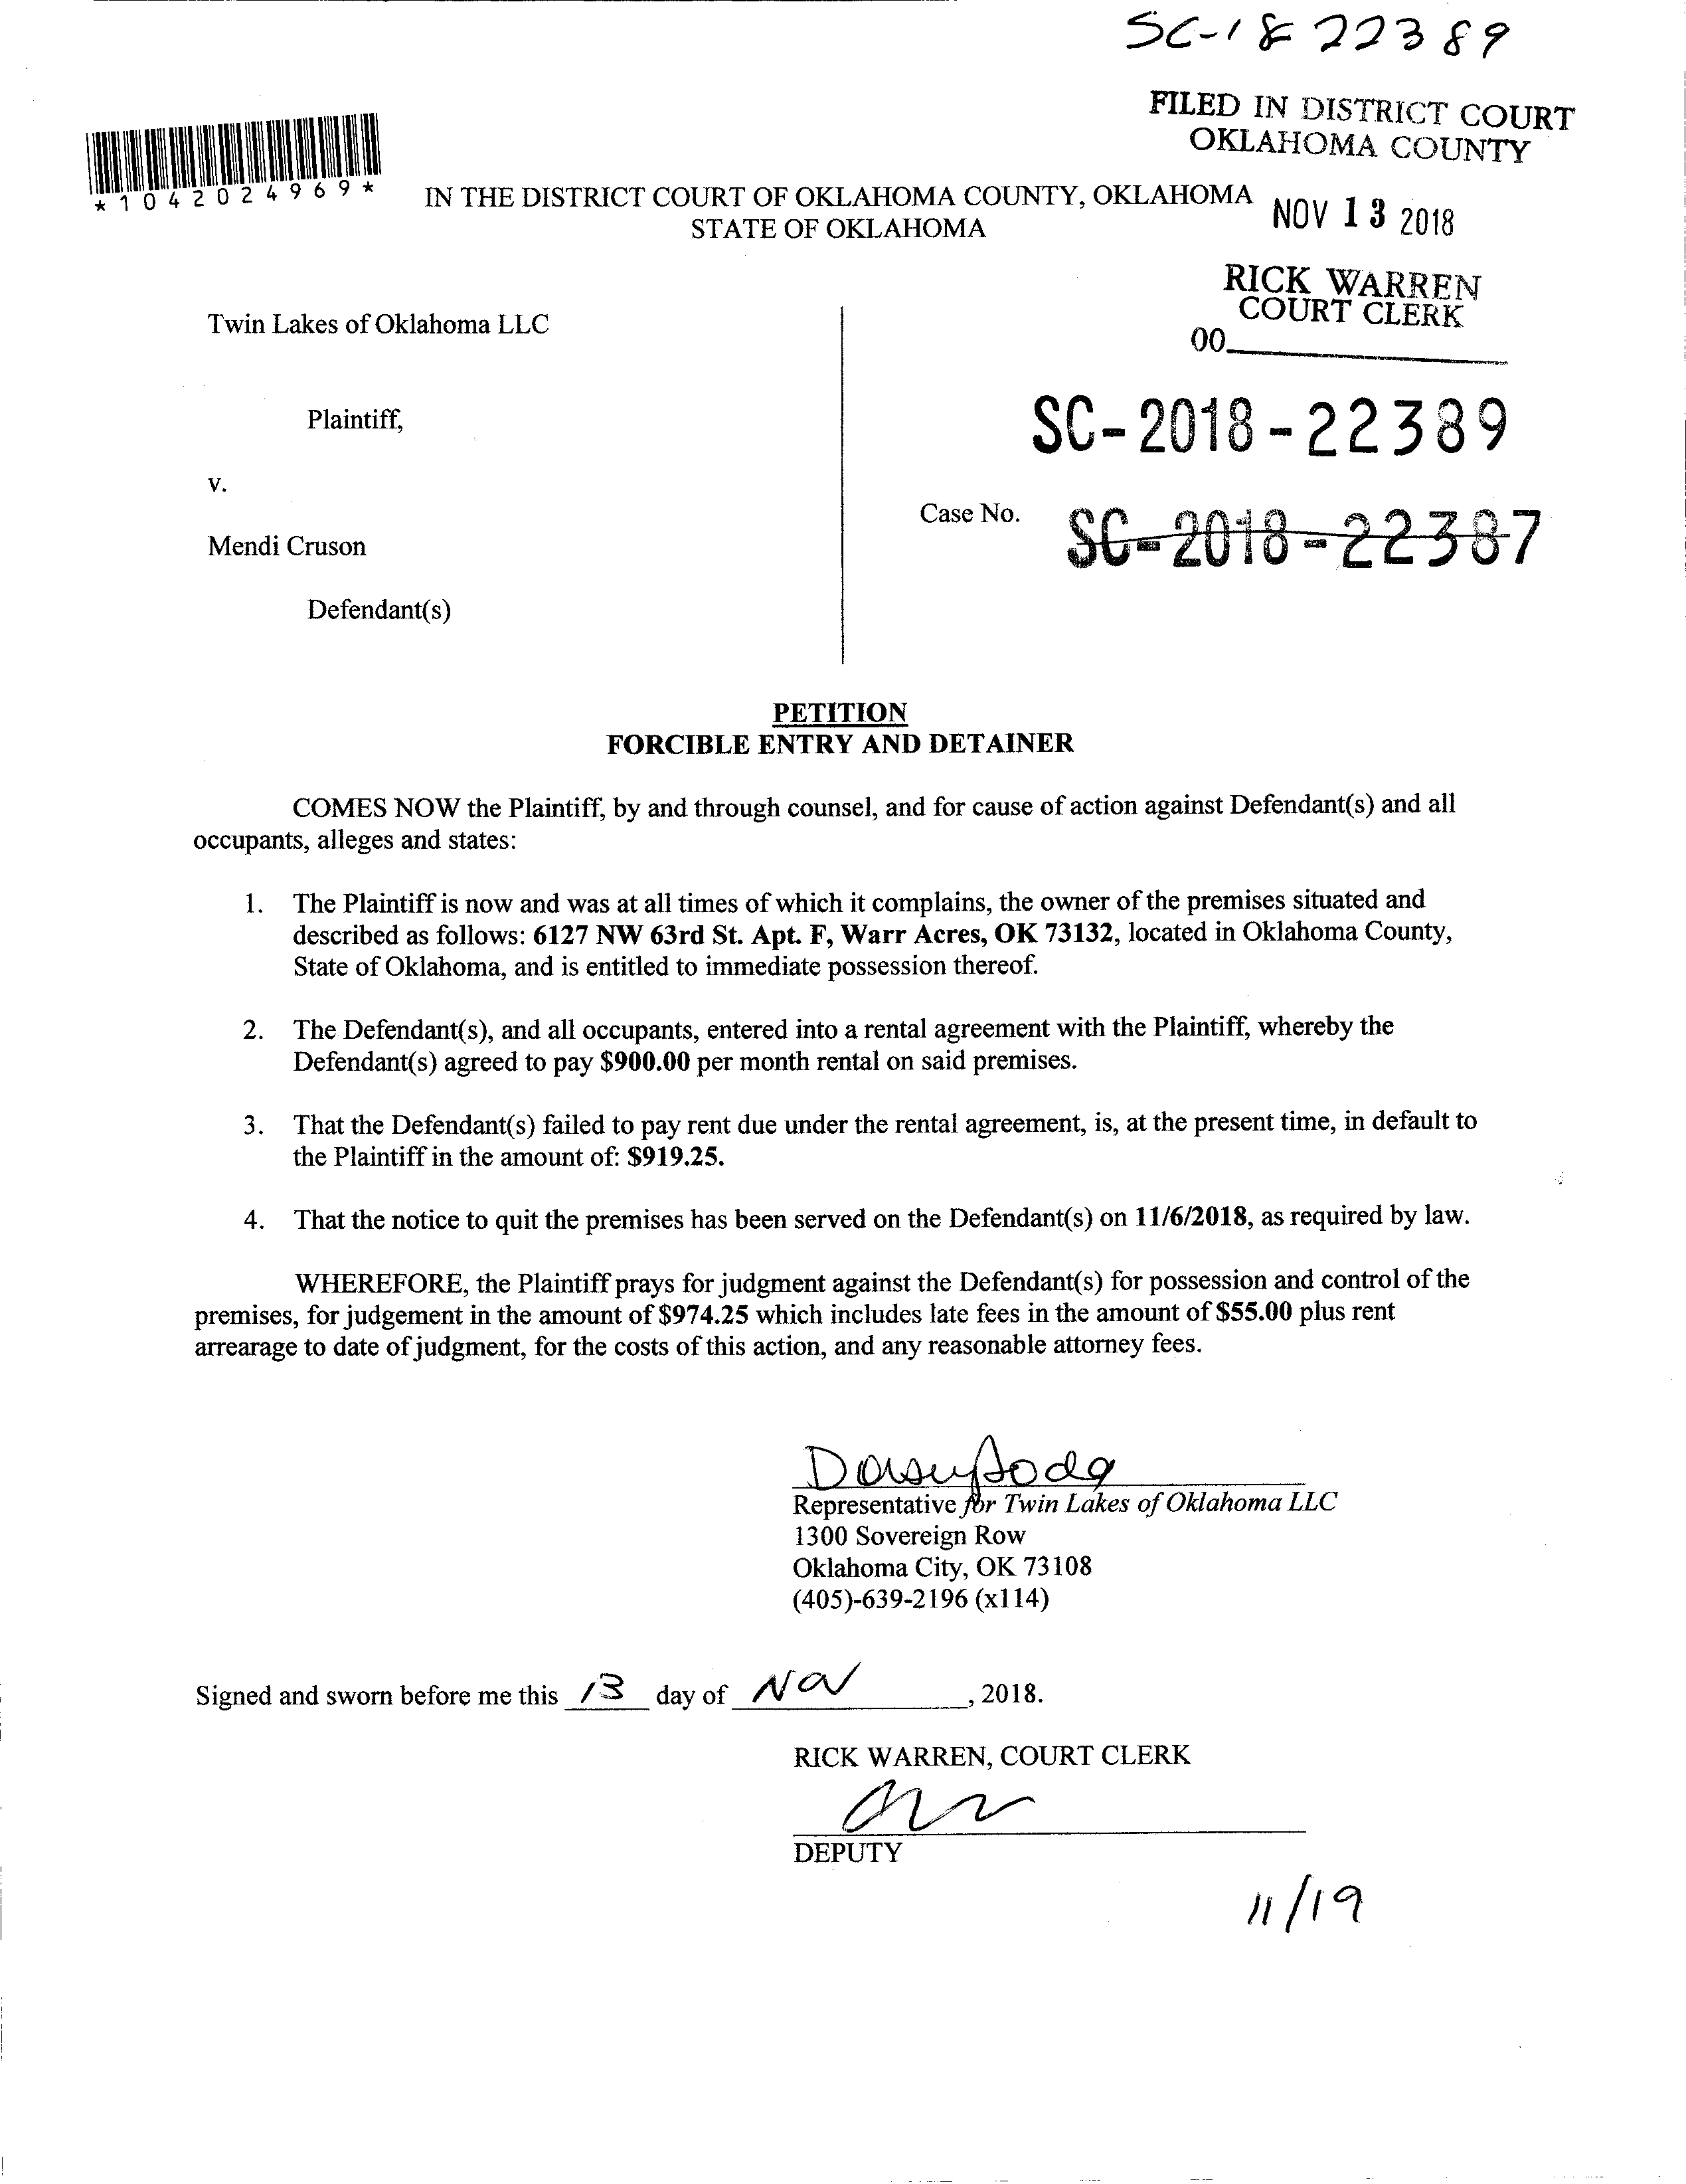 SC-18 22389
FILED IN DISTRICT COURT
OKLAHOMA COUNTY
*1042024969*
IN THE DISTRICT COURT OF OKLAHOMA COUNTY, OKLAHOMA
STATE OF OKLAHOMA
NOV 13 2018
RICK WARREN
COURT CLERK
00
Twin Lakes of Oklahoma LLC
Plaintiff,
SC-2018-22389
v.
Case No. SC-2018-22387
Mendi Cruson
Defendant(s)
PETITION
FORCIBLE ENTRY AND DETAINER
COMES NOW the Plaintiff, by and through counsel, and for cause of action against Defendant(s) and all
occupants, alleges and states:
1. The Plaintiff is now and was at all times of which it complains, the owner of the premises situated and
described as follows: 6127 NW 63rd St. Apt. F, Warr Acres, OK 73132, located in Oklahoma County,
State of Oklahoma, and is entitled to immediate possession thereof.
2. The Defendant(s), and all occupants, entered into a rental agreement with the Plaintiff, whereby the
Defendant(s) agreed to pay $900.00 per month rental on said premises.
3. That the Defendant(s) failed to pay rent due under the rental agreement, is, at the present time, in default to
the Plaintiff in the amount of: $919.25.
4. That the notice to quit the premises has been served on the Defendant(s) on 11/6/2018, as required by law.
WHEREFORE, the Plaintiff prays for judgment against the Defendant(s) for possession and control of the
premises, for judgement in the amount of $974.25 which includes late fees in the amount of $55.00 plus rent
arrearage to date of judgment, for the costs of this action, and any reasonable attorney fees.
Representative for Twin Lakes of Oklahoma LLC
1300 Sovereign Row
Oklahoma City, OK 73108
(405)-639-2196 (x114)
Signed and sworn before me this 13 day of Nov, 2018.
RICK WARREN, COURT CLERK
DEPUTY
11/19